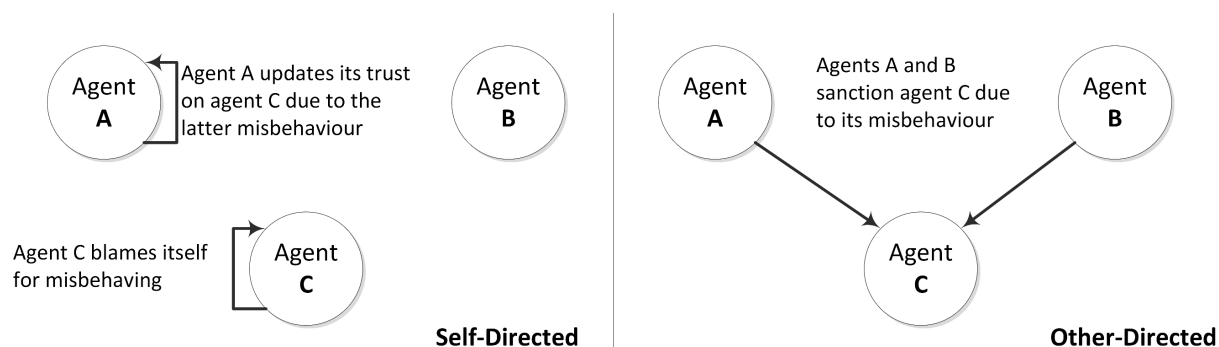 Agent
A
Agent A updates its trust
on agent C due to the
latter misbehaviour
Agent
B
Agent C blames itself
for misbehaving
Agent
C
Self-Directed
Agent
A
Agents A and B
sanction agent C due
to its misbehaviour
Agent
B
Agent
C
Other-Directed